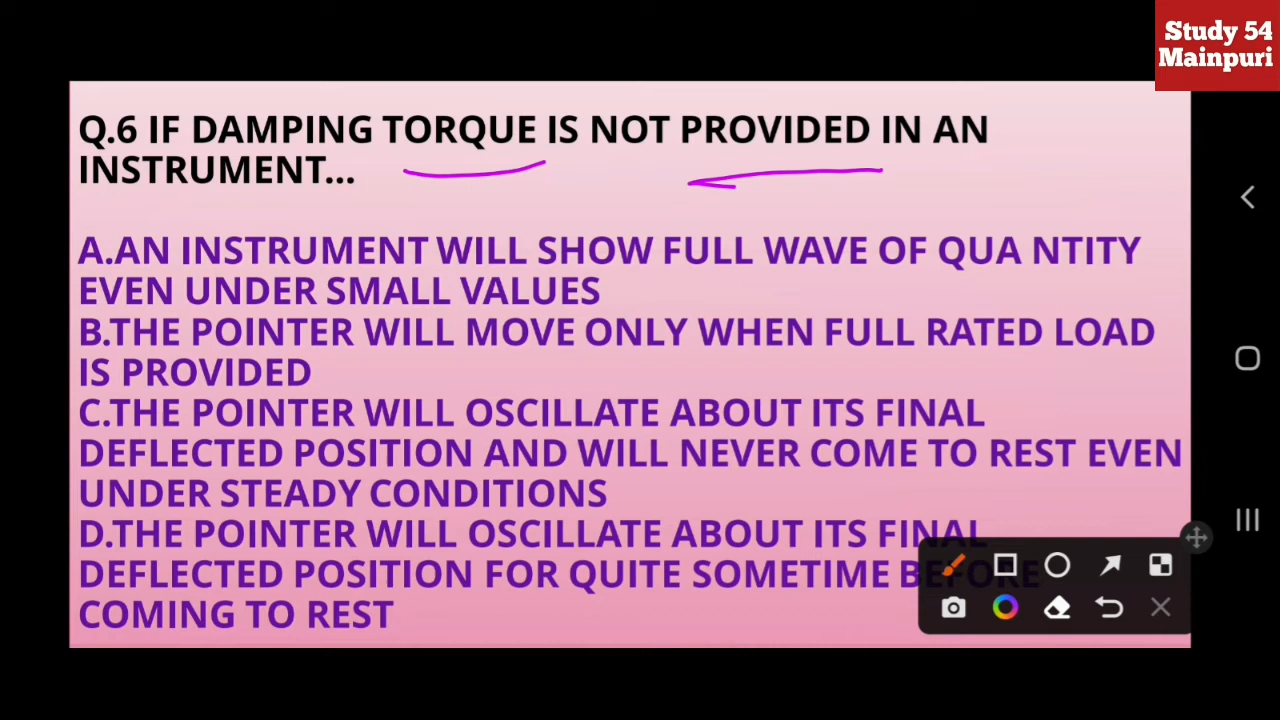 Study 54
Mainpuri
Q.6 IF DAMPING TORQUE IS NOT PROVIDED IN AN
INSTRUMENT...
A.AN INSTRUMENT WILL SHOW FULL WAVE OF QUA NTITY
EVEN UNDER SMALL VALUES
B.THE POINTER WILL MOVE ONLY WHEN FULL RATED LOAD
IS PROVIDED
C.THE POINTER WILL OSCILLATE ABOUT ITS FINAL
DEFLECTED POSITION AND WILL NEVER COME TO REST EVEN
UNDER STEADY CONDITIONS
D.THE POINTER WILL OSCILLATE ABOUT ITS FINAL
DEFLECTED POSITION FOR QUITE SOMETIME BEFORE
COMING TO REST